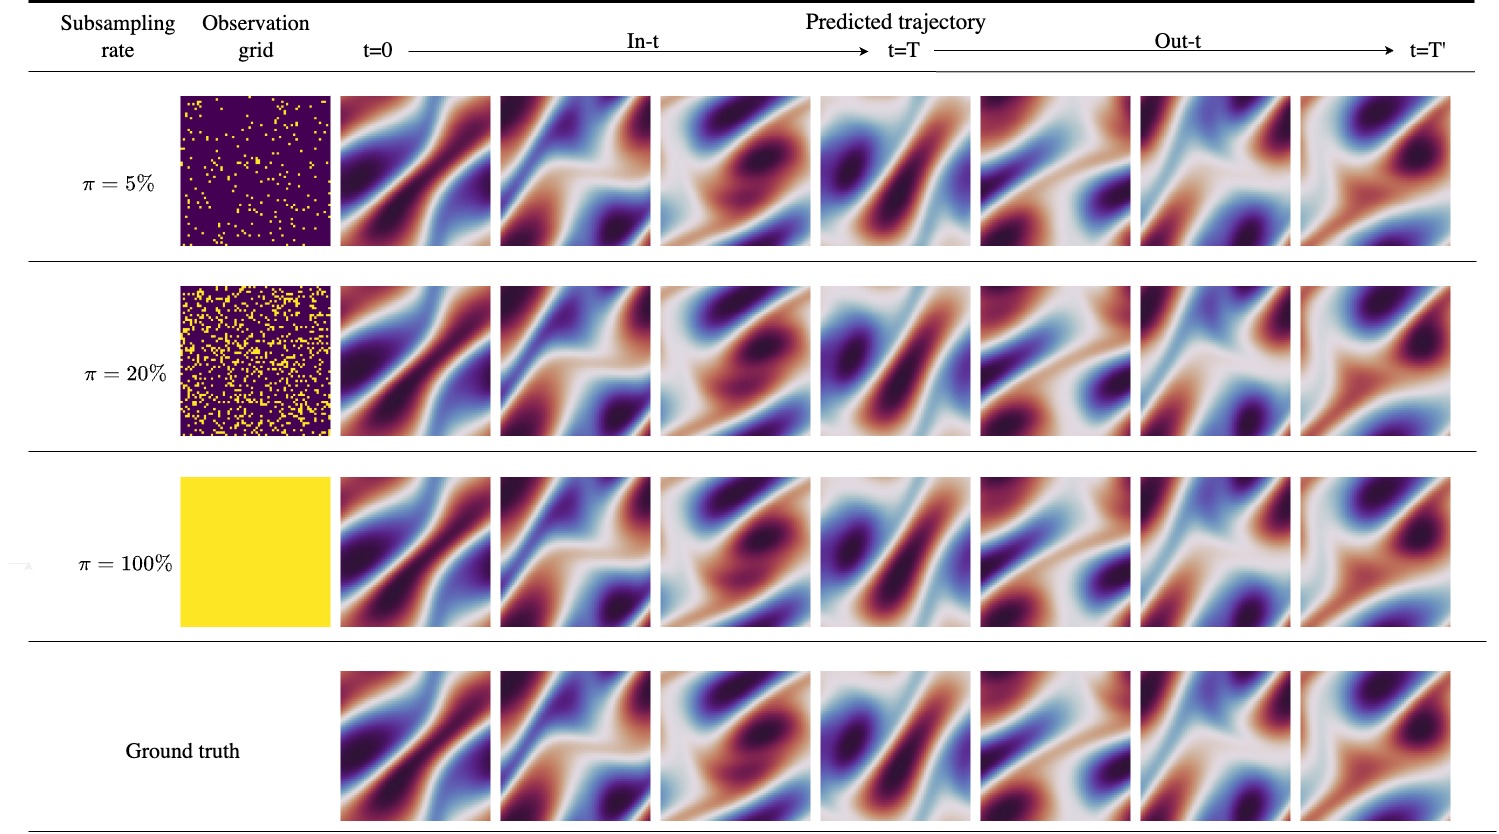 Subsampling rate
Observation grid
Predicted trajectory
t=0
In-t
t=T
Out-t
t=T'
π = 5%
π = 20%
π = 100%
Ground truth